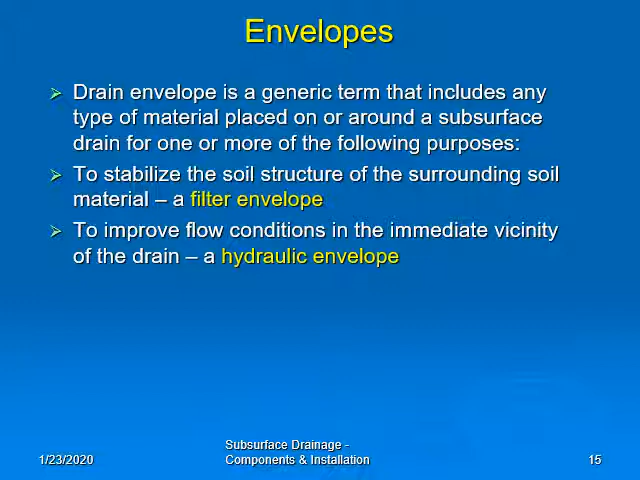 Envelopes
Drain envelope is a generic term that includes any
type of material placed on or around a subsurface
drain for one or more of the following purposes:
To stabilize the soil structure of the surrounding soil
material – a filter envelope
To improve flow conditions in the immediate vicinity
of the drain – a hydraulic envelope
1/23/2020
Subsurface Drainage -
Components & Installation
15